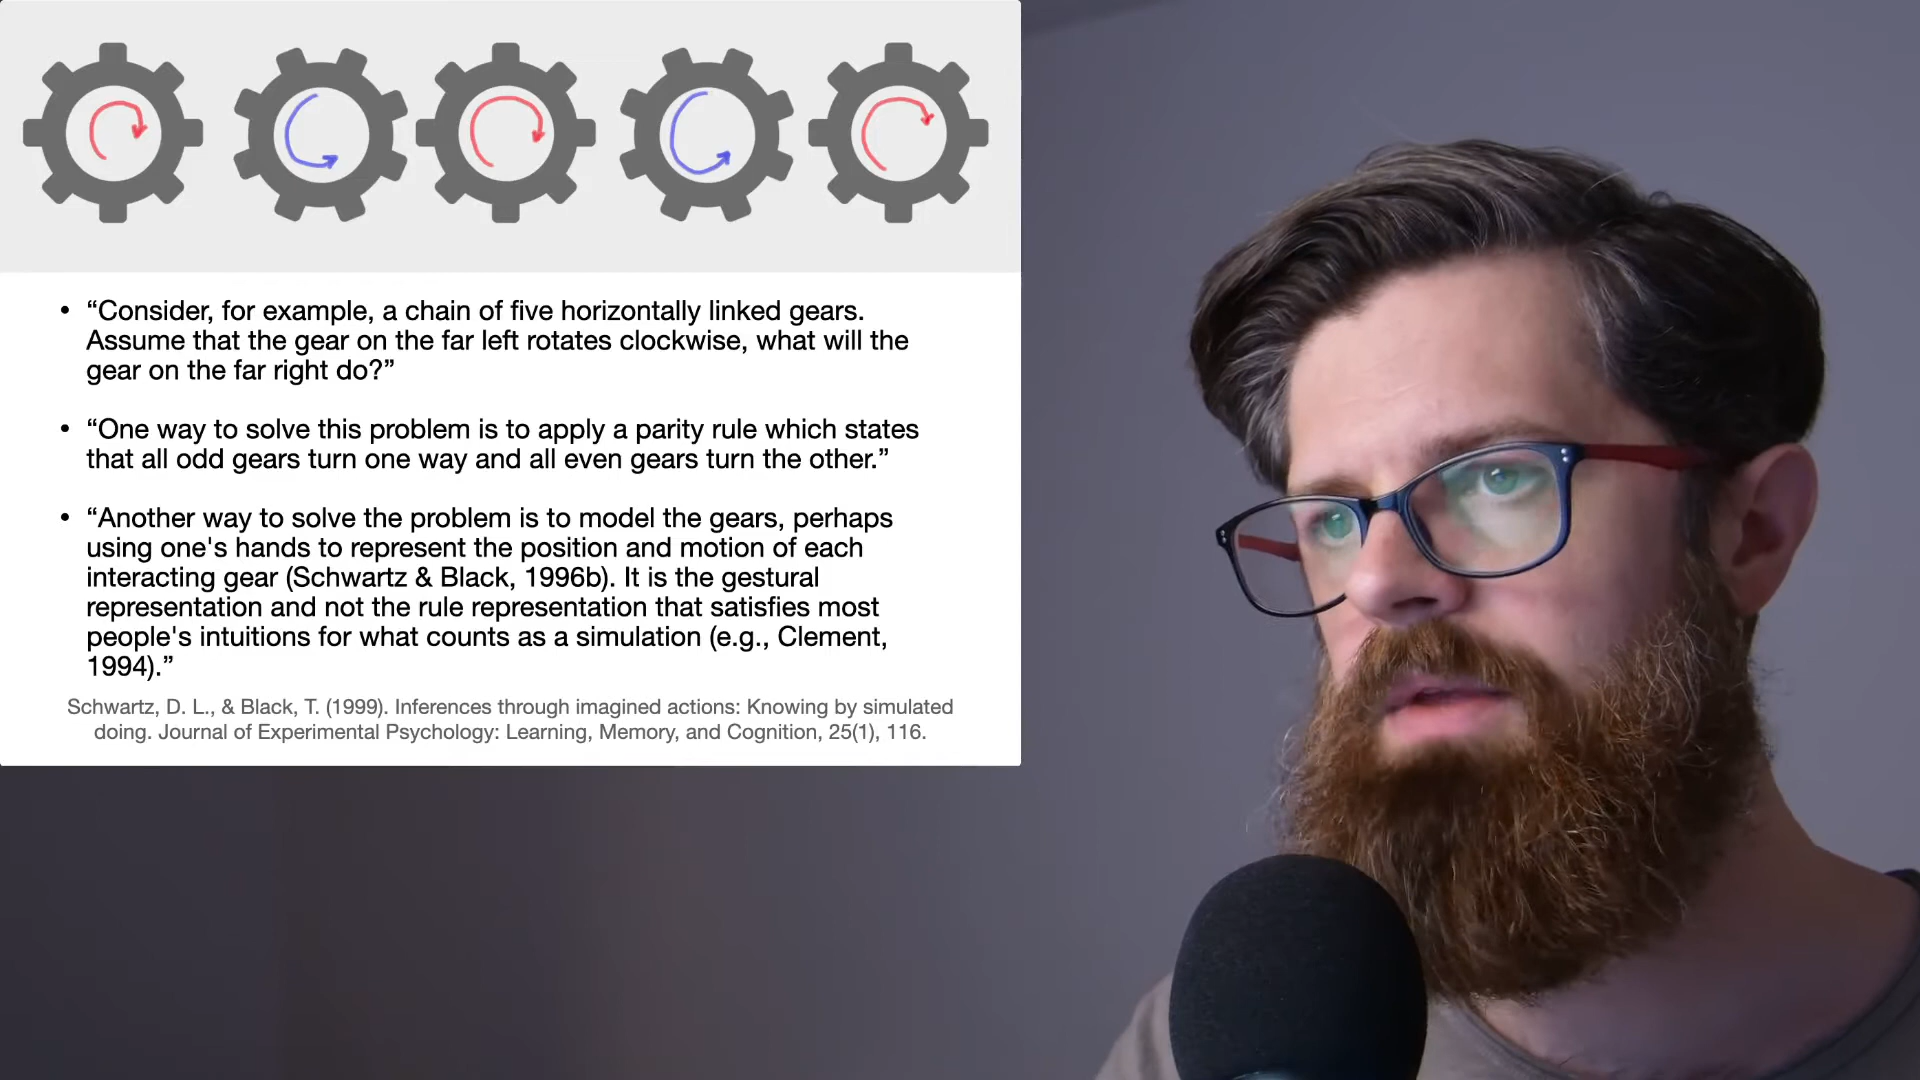 • “Consider, for example, a chain of five horizontally linked gears.
Assume that the gear on the far left rotates clockwise, what will the
gear on the far right do?”
• “One way to solve this problem is to apply a parity rule which states
that all odd gears turn one way and all even gears turn the other.”
• “Another way to solve the problem is to model the gears, perhaps
using one's hands to represent the position and motion of each
interacting gear (Schwartz & Black, 1996b). It is the gestural
representation and not the rule representation that satisfies most
people's intuitions for what counts as a simulation (e.g., Clement,
1994).”
Schwartz, D. L., & Black, T. (1999). Inferences through imagined actions: Knowing by simulated
doing. Journal of Experimental Psychology: Learning, Memory, and Cognition, 25(1), 116.